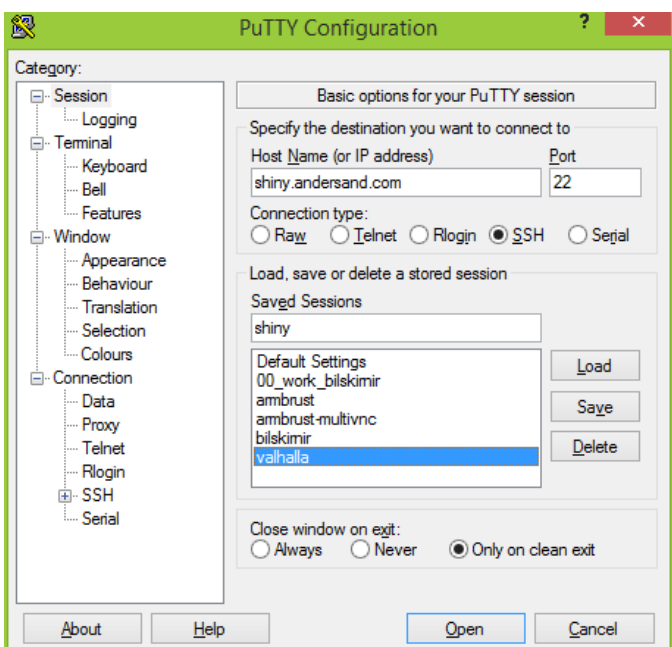 PuTTY Configuration
?
×
Category:
Session
Logging
Terminal
Keyboard
Bell
Features
Window
Appearance
Behaviour
Translation
Selection
Colours
Connection
Data
Proxy
Telnet
Rlogin
SSH
Serial
Basic options for your PuTTY session
Specify the destination you want to connect to
Host Name (or IP address) Port
shiny.andersand.com 22
Connection type:
Raw Telnet Rlogin SSH Serial
Load, save or delete a stored session
Saved Sessions
shiny
Default Settings
00_work_bilskirnir
armbrust
armbrust-multivnc
bilskirnir
valhalla
Load
Save
Delete
Close window on exit:
Always Never Only on clean exit
About Help Open Cancel